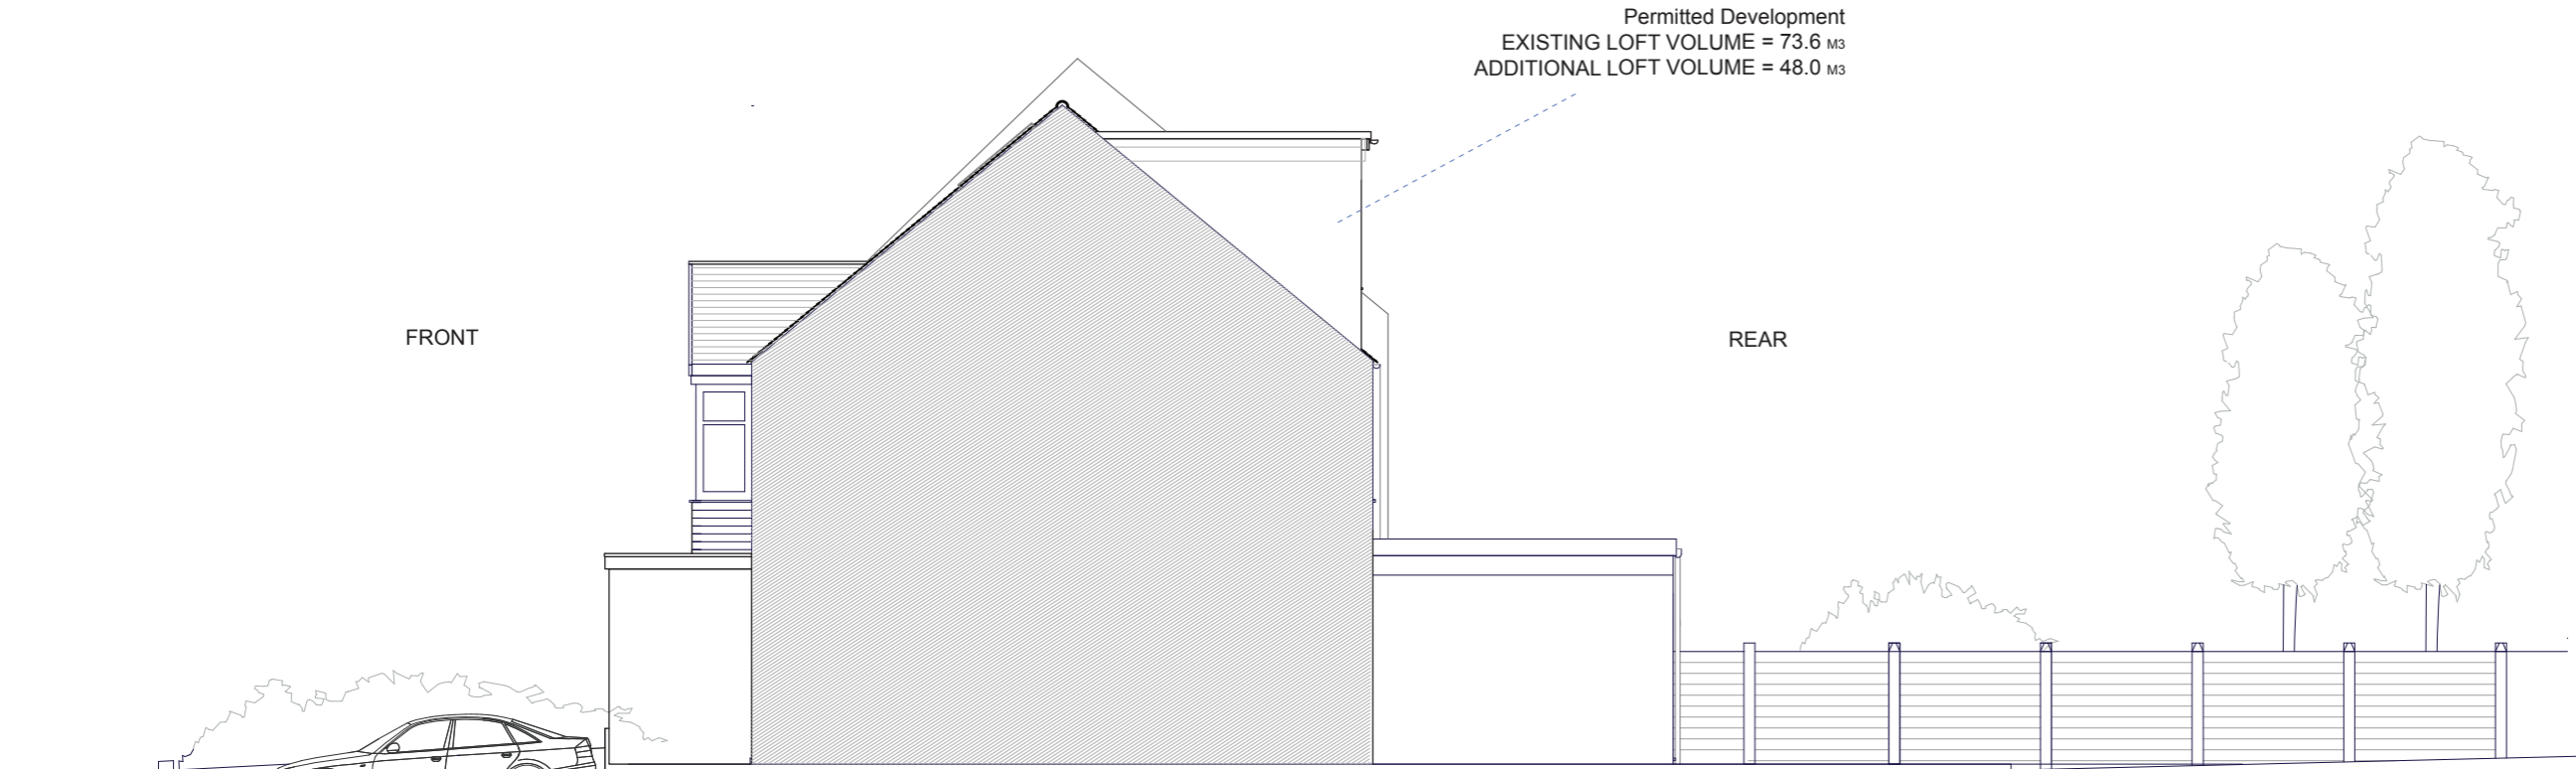 Permitted Development
EXISTING LOFT VOLUME = 73.6 M3
ADDITIONAL LOFT VOLUME = 48.0 M3
FRONT
REAR